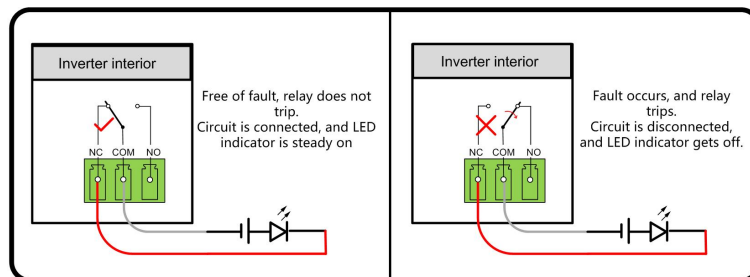 Inverter interior
Free of fault, relay does not
trip.
Circuit is connected, and LED
indicator is steady on
NC COM NO
Inverter interior
Fault occurs, and relay
trips.
Circuit is disconnected,
and LED indicator gets off.
NC COM NO